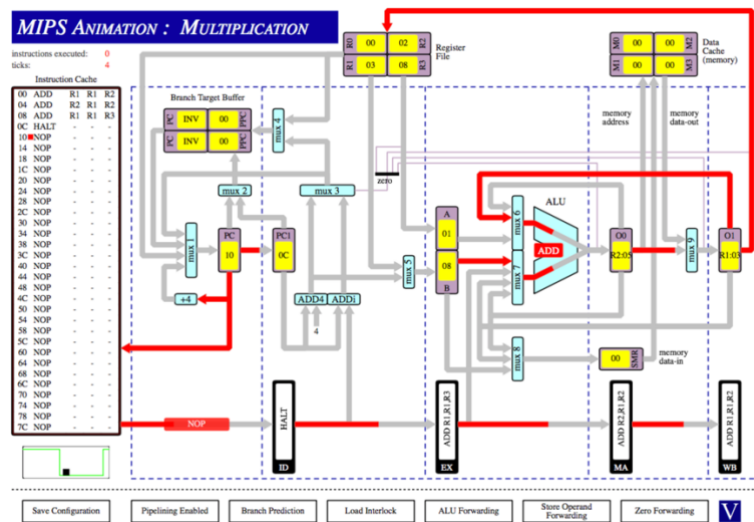 MIPS ANIMATION : MULTIPLICATION
instructions executed: 0
ticks: 4
Instruction Cache
00 ADD R1 R1 R2
04 ADD R2 R1 R2
08 ADD R1 R1 R3
0C HALT - - -
10 NOP - - -
14 NOP - - -
18 NOP - - -
1C NOP - - -
20 NOP - - -
24 NOP - - -
28 NOP - - -
2C NOP - - -
30 NOP - - -
34 NOP - - -
38 NOP - - -
3C NOP - - -
40 NOP - - -
44 NOP - - -
48 NOP - - -
4C NOP - - -
50 NOP - - -
54 NOP - - -
58 NOP - - -
5C NOP - - -
60 NOP - - -
64 NOP - - -
68 NOP - - -
6C NOP - - -
70 NOP - - -
74 NOP - - -
78 NOP - - -
7C NOP - - -
R0 00 02 R2
R1 03 08 R3
Register
File
M0 00 00 M2
M1 00 00 M3
Data
Cache
(memory)
Branch Target Buffer
PC INV 00 PPC
PC INV 00 PPC
mux 4
memory
address
memory
data-out
zero
mux 2
mux 3
mux 1
PC
10
PC1
0C
+4
ADD4
ADDi
4
mux 5
A
01
08
B
mux 6
mux 7
mux 8
ALU
ADD
O0
R2:05
mux 9
O1
R1:03
00 SMR
memory
data-in
NOP
HALT
ID
ADD R1,R1,R3
EX
ADD R2,R1,R2
MA
ADD R1,R1,R2
WB
Save Configuration
Pipelining Enabled
Branch Prediction
Load Interlock
ALU Forwarding
Store Operand
Forwarding
Zero Forwarding
V